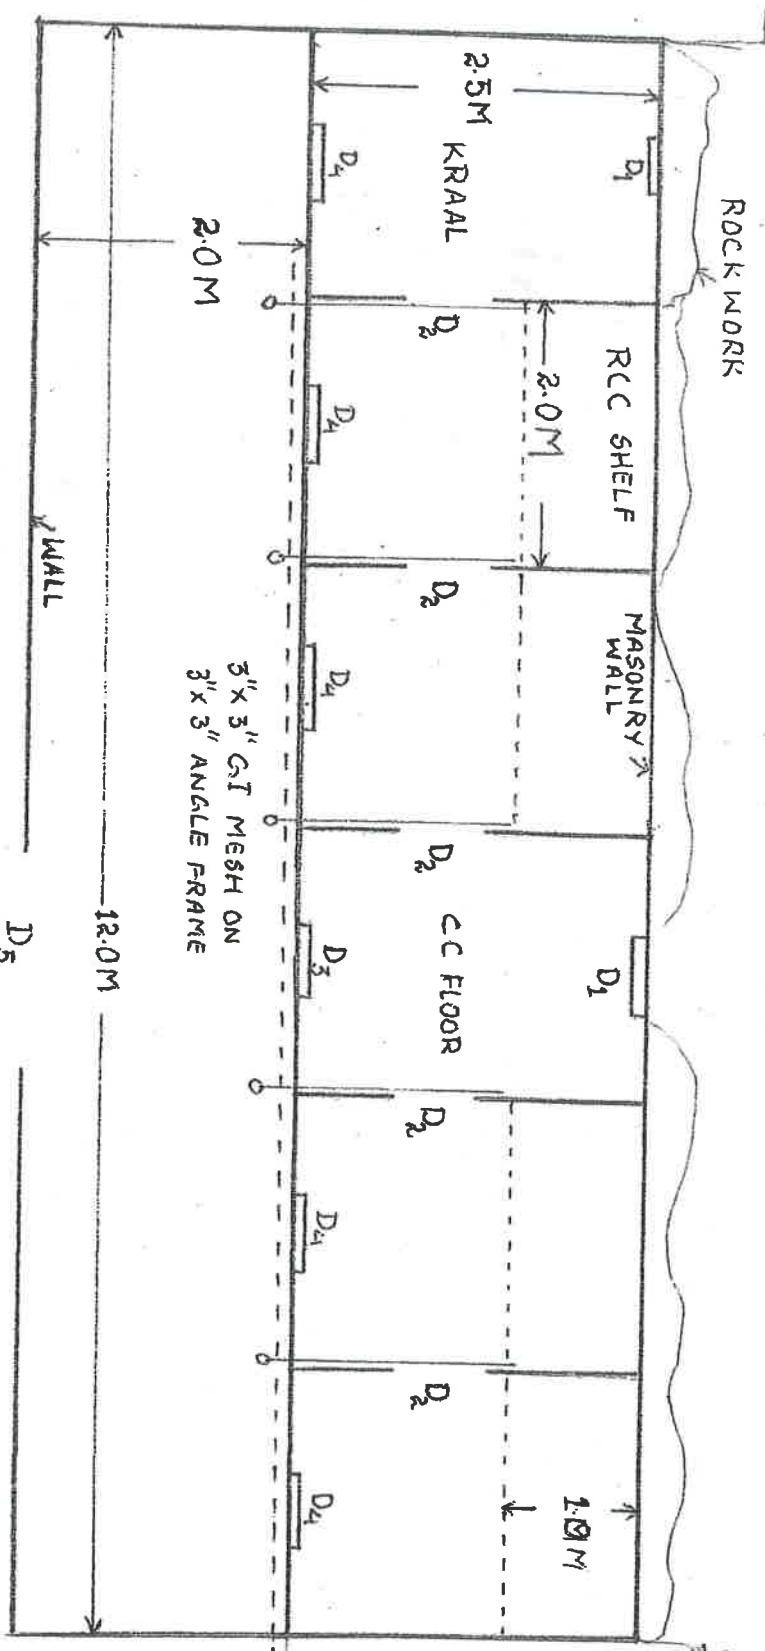 ROCK WORK
2.5M
KRAAL
D1
D4
2.0M
D2
RCC SHELF
2.0M
D4
D2
MASONRY
WALL
WALL
D4
3"x 3" GI MESH ON
3"x 3" ANGLE FRAME
D2
CC FLOOR
D1
D3
12.0M
D5
D2
D4
D2
1.0M
D4